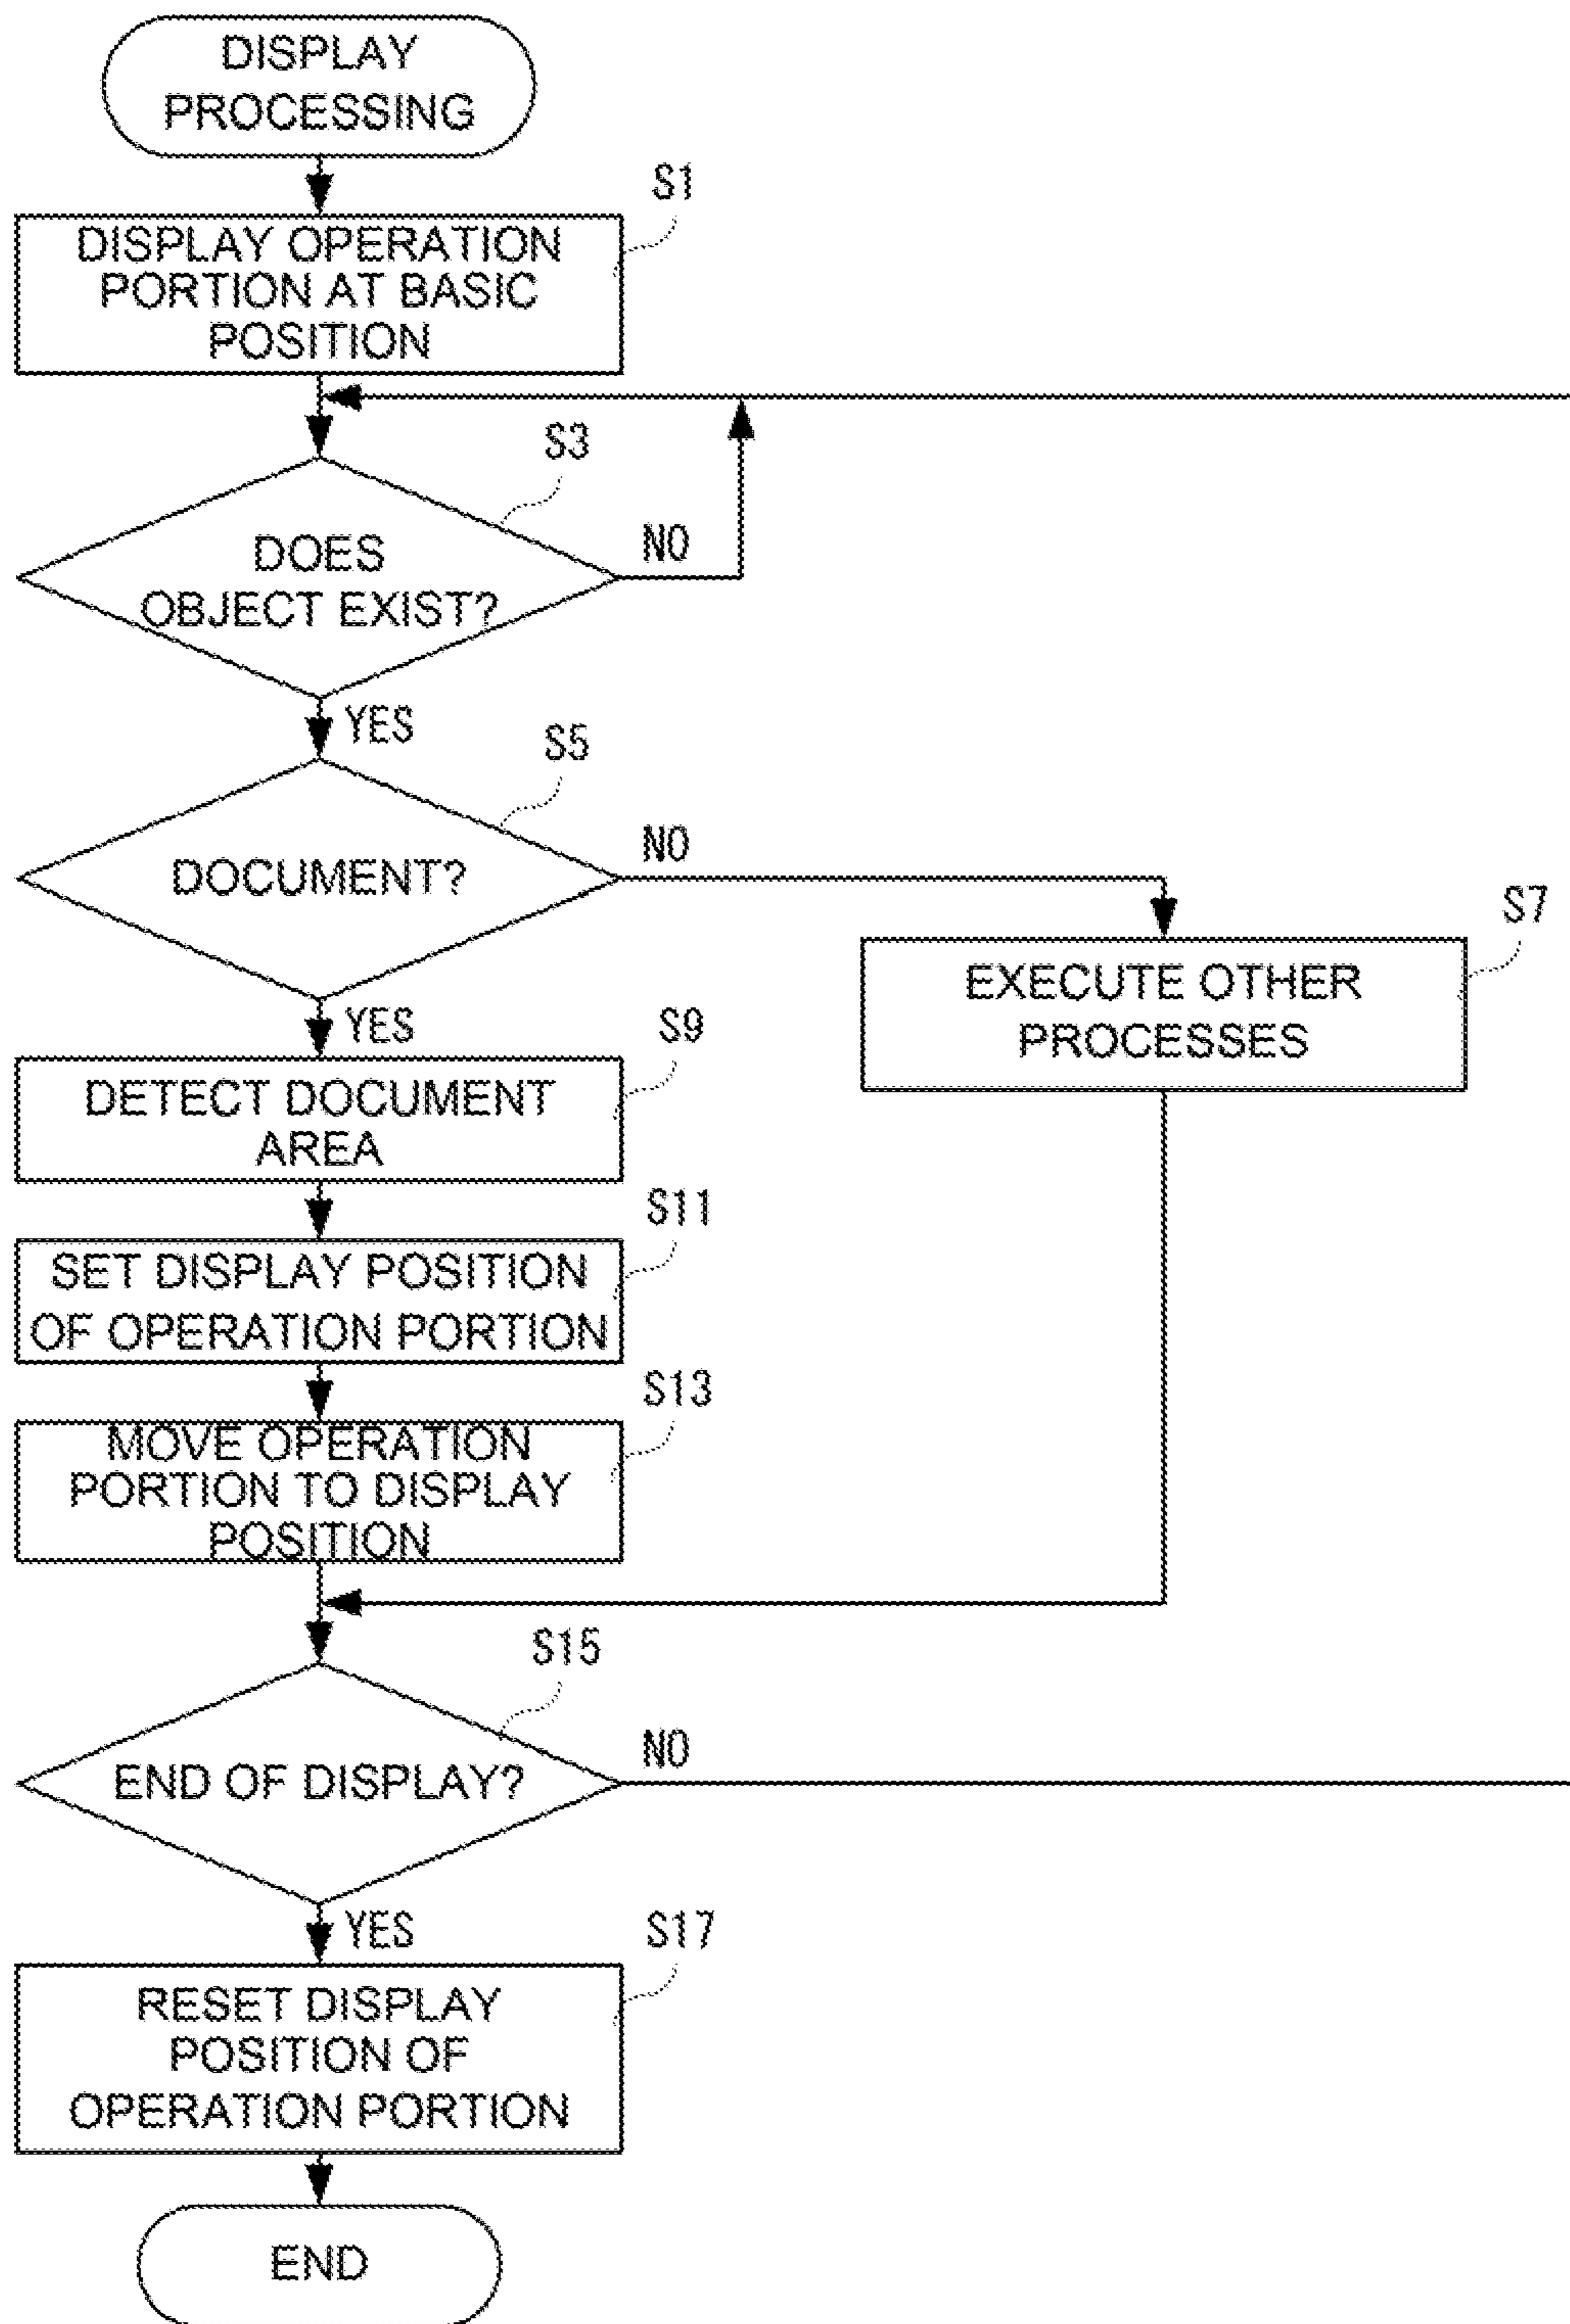 DISPLAY
PROCESSING
S1
DISPLAY OPERATION
PORTION AT BASIC
POSITION
S3
DOES
OBJECT EXIST?
NO
YES
S5
DOCUMENT?
NO
S7
EXECUTE OTHER
PROCESSES
YES
S9
DETECT DOCUMENT
AREA
S11
SET DISPLAY POSITION
OF OPERATION PORTION
S13
MOVE OPERATION
PORTION TO DISPLAY
POSITION
S15
END OF DISPLAY?
NO
YES
S17
RESET DISPLAY
POSITION OF
OPERATION PORTION
END